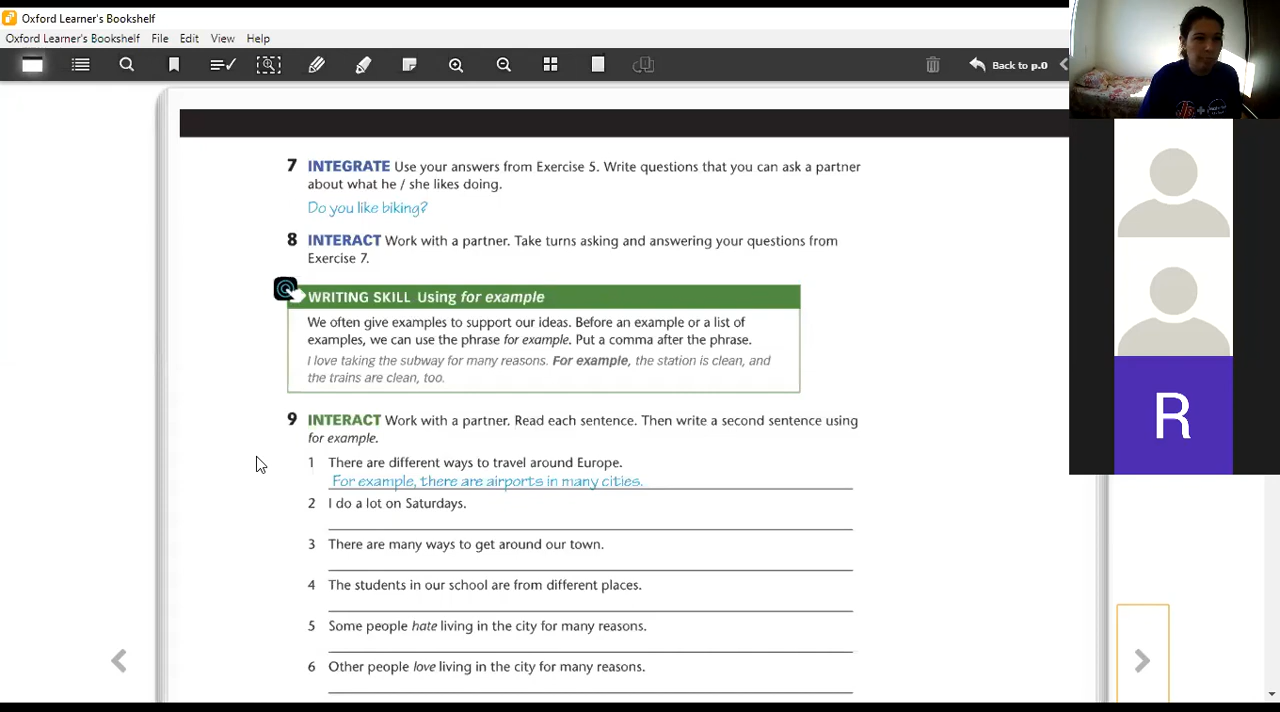 Oxford Learner's Bookshelf
Oxford Learner's Bookshelf File Edit View Help
Back to p.0
7 INTEGRATE Use your answers from Exercise 5. Write questions that you can ask a partner
about what he / she likes doing.
Do you like biking?
8 INTERACT Work with a partner. Take turns asking and answering your questions from
Exercise 7.
WRITING SKILL Using for example
We often give examples to support our ideas. Before an example or a list of
examples, we can use the phrase for example. Put a comma after the phrase.
I love taking the subway for many reasons. For example, the station is clean, and
the trains are clean, too.
9 INTERACT Work with a partner. Read each sentence. Then write a second sentence using
for example.
1 There are different ways to travel around Europe.
For example, there are airports in many cities.
2 I do a lot on Saturdays.
3 There are many ways to get around our town.
4 The students in our school are from different places.
5 Some people hate living in the city for many reasons.
6 Other people love living in the city for many reasons.
R